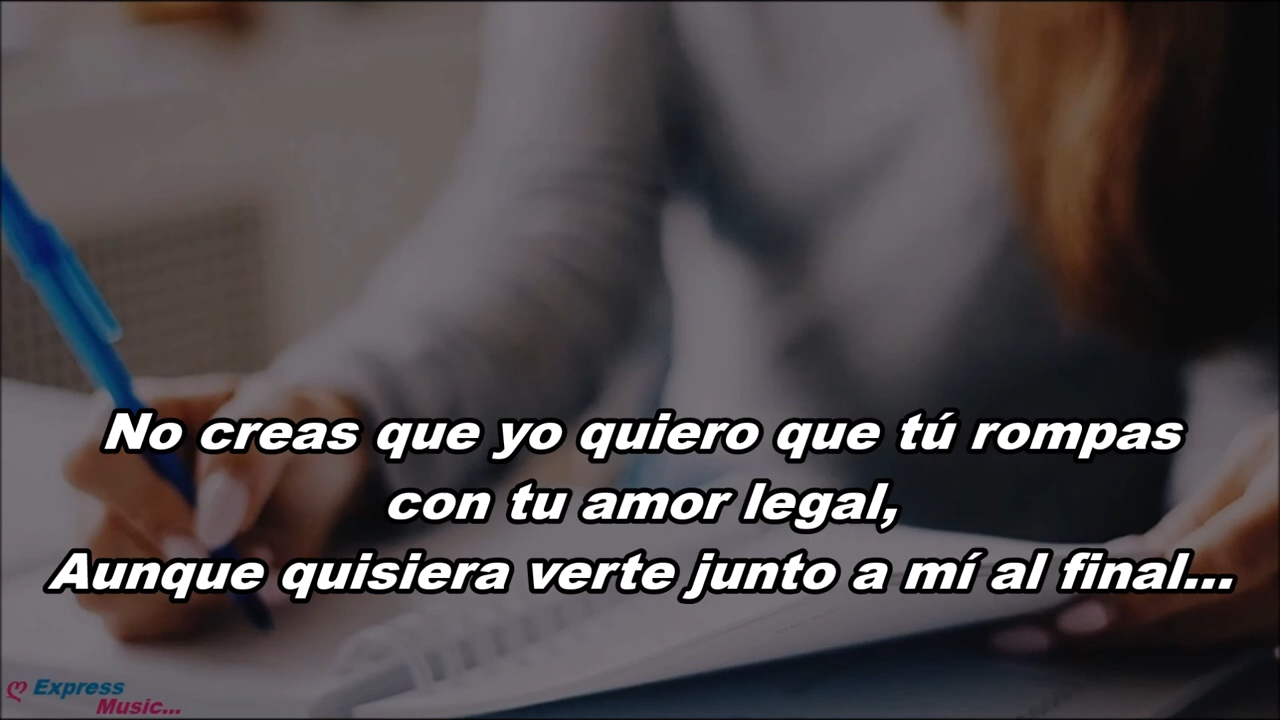 No creas que yo quiero que tú rompas
con tu amor legal,
Aunque quisiera verte junto a mí al final...
Express
Music...